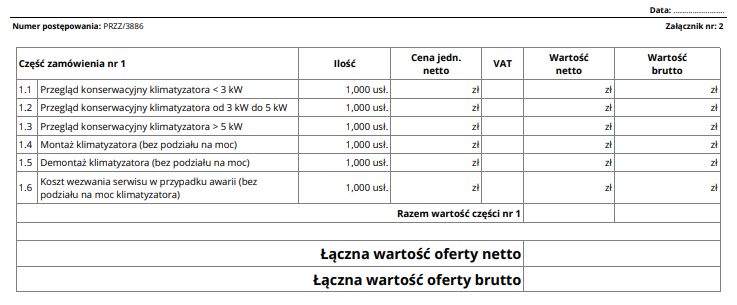 Data: ........................
Numer postępowania: PRZZ/3886 Załącznik nr: 2
Część zamówienia nr 1 Ilość Cena jedn. netto VAT Wartość netto Wartość brutto
1.1 Przegląd konserwacyjny klimatyzatora < 3 kW 1,000 usł. zł zł zł
1.2 Przegląd konserwacyjny klimatyzatora od 3 kW do 5 kW 1,000 usł. zł zł zł
1.3 Przegląd konserwacyjny klimatyzatora > 5 kW 1,000 usł. zł zł zł
1.4 Montaż klimatyzatora (bez podziału na moc) 1,000 usł. zł zł zł
1.5 Demontaż klimatyzatora (bez podziału na moc) 1,000 usł. zł zł zł
1.6 Koszt wezwania serwisu w przypadku awarii (bez
podziału na moc klimatyzatora) 1,000 usł. zł zł zł
Razem wartość części nr 1
Łączna wartość oferty netto
Łączna wartość oferty brutto